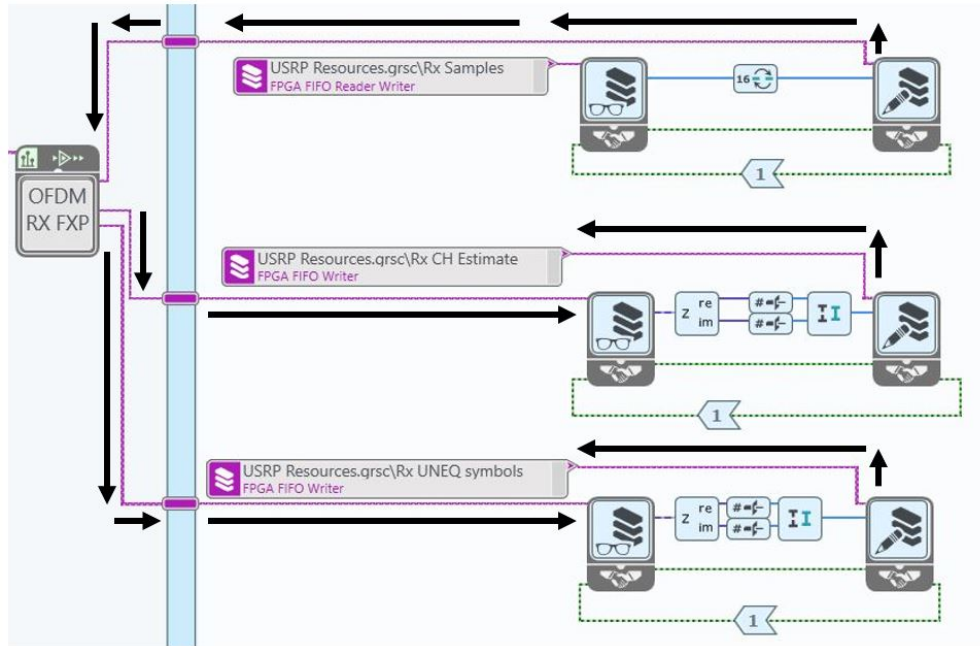 USRP Resources.grsc\Rx Samples
FPGA FIFO Reader Writer
16
1
OFDM
RX FXP
USRP Resources.grsc\Rx CH Estimate
FPGA FIFO Writer
z re
im
#
#
1
USRP Resources.grsc\Rx UNEQ symbols
FPGA FIFO Writer
z re
im
#
#
1